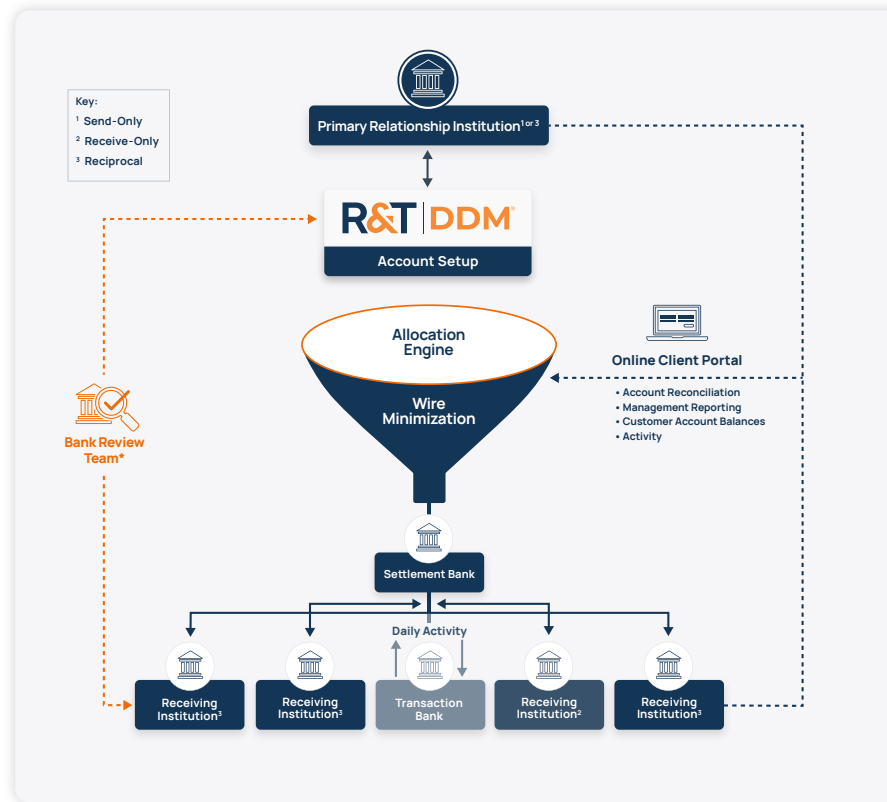 Key:
¹ Send-Only
² Receive-Only
³ Reciprocal
Primary Relationship Institution¹ ᵒʳ ³
R&T | DDM®
Account Setup
Allocation
Engine
Wire
Minimization
Online Client Portal
• Account Reconciliation
• Management Reporting
• Customer Account Balances
• Activity
Bank Review
Team*
Settlement Bank
Daily Activity
Receiving
Institution³
Receiving
Institution³
Transaction
Bank
Receiving
Institution²
Receiving
Institution³